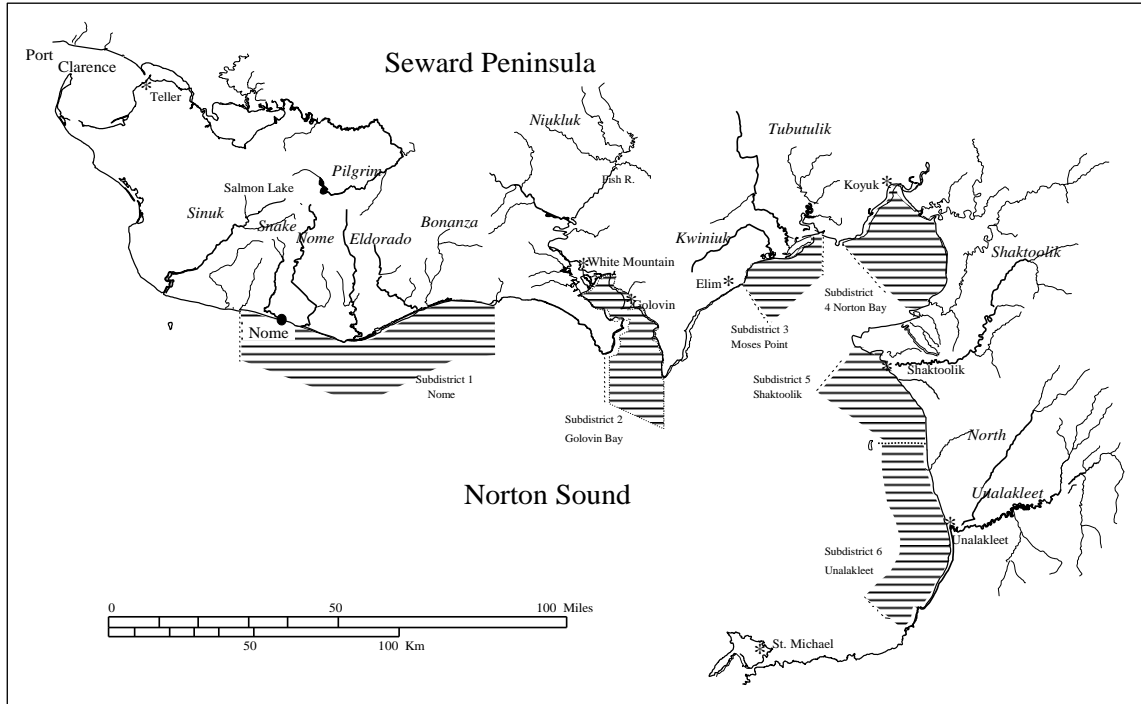 Port
Clarence
Teller
Seward Peninsula
Niukluk
Tubutulik
Pilgrim
Fish R.
Koyuk
Salmon Lake
Sinuk
Snake
Nome
Eldorado
Bonanza
Kwiniuk
Shaktoolik
White Mountain
Elim
Golovin
Subdistrict
4 Norton Bay
Nome
Subdistrict 3
Moses Point
Shaktoolik
Subdistrict 1
Nome
Subdistrict 5
Shaktoolik
Subdistrict 2
Golovin Bay
North
Norton Sound
Unalakleet
Unalakleet
Subdistrict 6
Unalakleet
0 50 100 Miles
50 100 Km
St. Michael